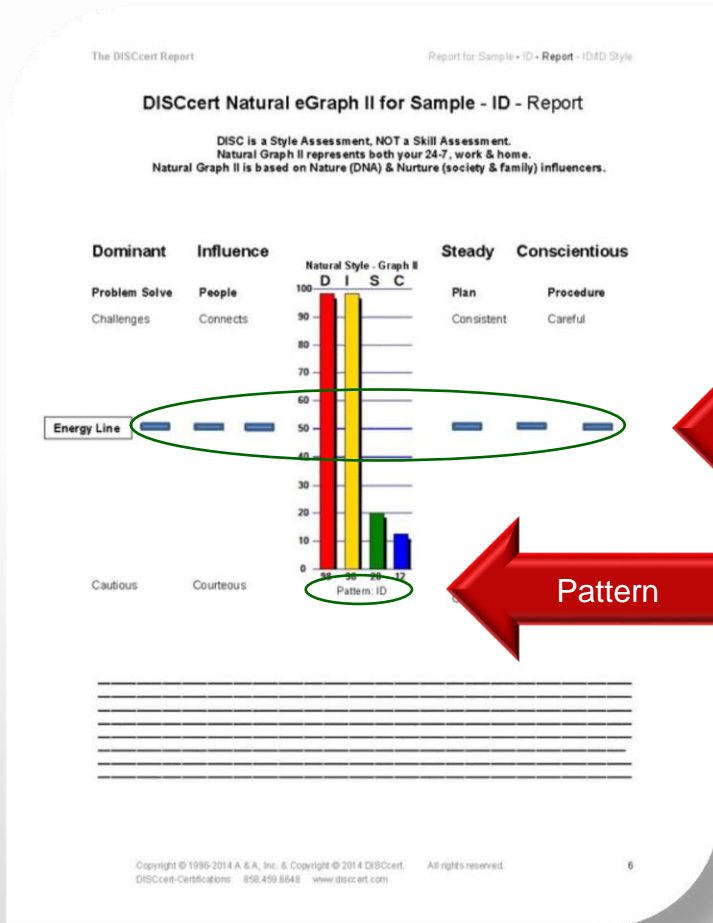 The DISCcert Report
Report for Sample - ID - Report - ID/ID Style
DISCcert Natural eGraph II for Sample - ID - Report
DISC is a Style Assessment, NOT a Skill Assessment.
Natural Graph II represents both your 24-7, work & home.
Natural Graph II is based on Nature (DNA) & Nurture (society & family) influencers.
Dominant Influence Steady Conscientious
Natural Style - Graph II
D I S C
Problem Solve People Plan Procedure
Challenges Connects Consistent Careful
100
90
80
70
60
Energy Line
50
40
30
20
10
0
98 98 20 12
Cautious Courteous
Pattern: ID
Pattern
Copyright © 1996-2014 A & A, Inc. & Copyright © 2014 DISCcert. All rights reserved. 6
DISCcert-Certifications 858.459.6648 www.disccert.com